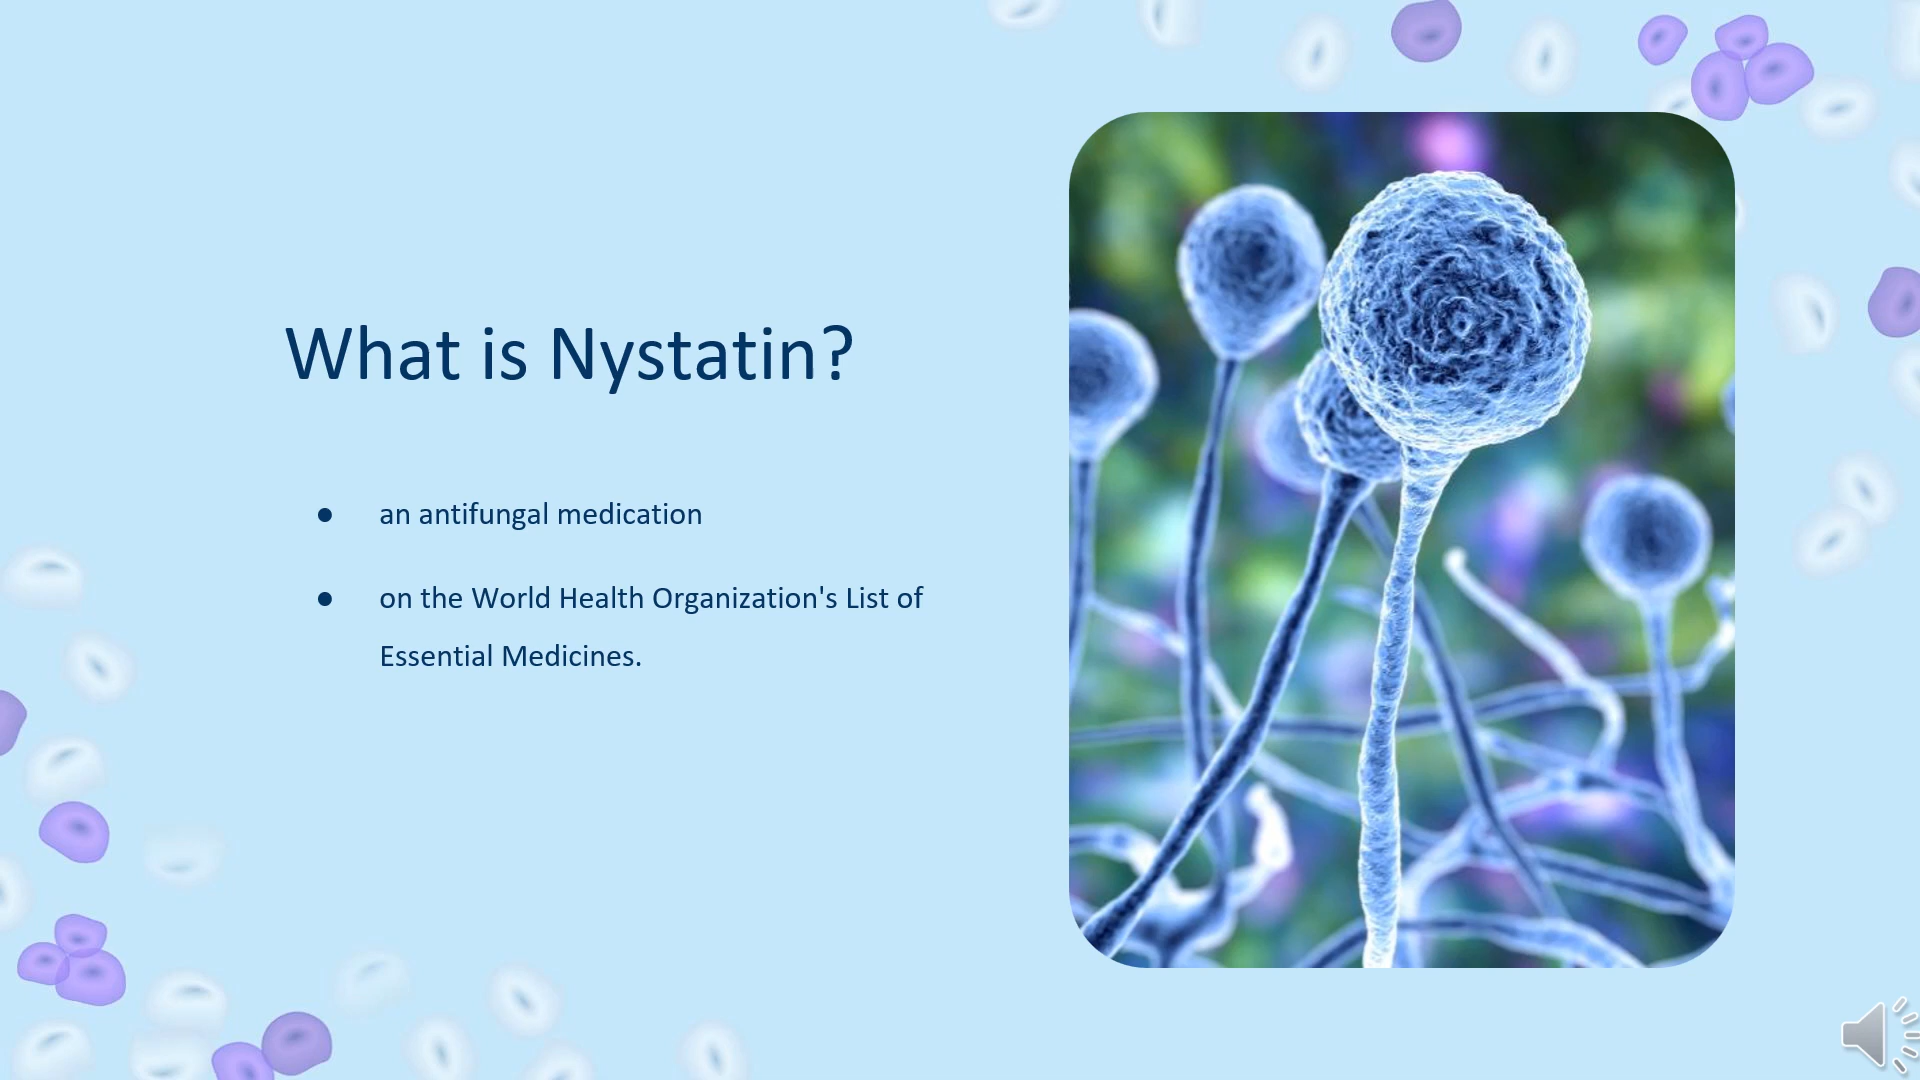 What is Nystatin?
● an antifungal medication
● on the World Health Organization's List of
Essential Medicines.